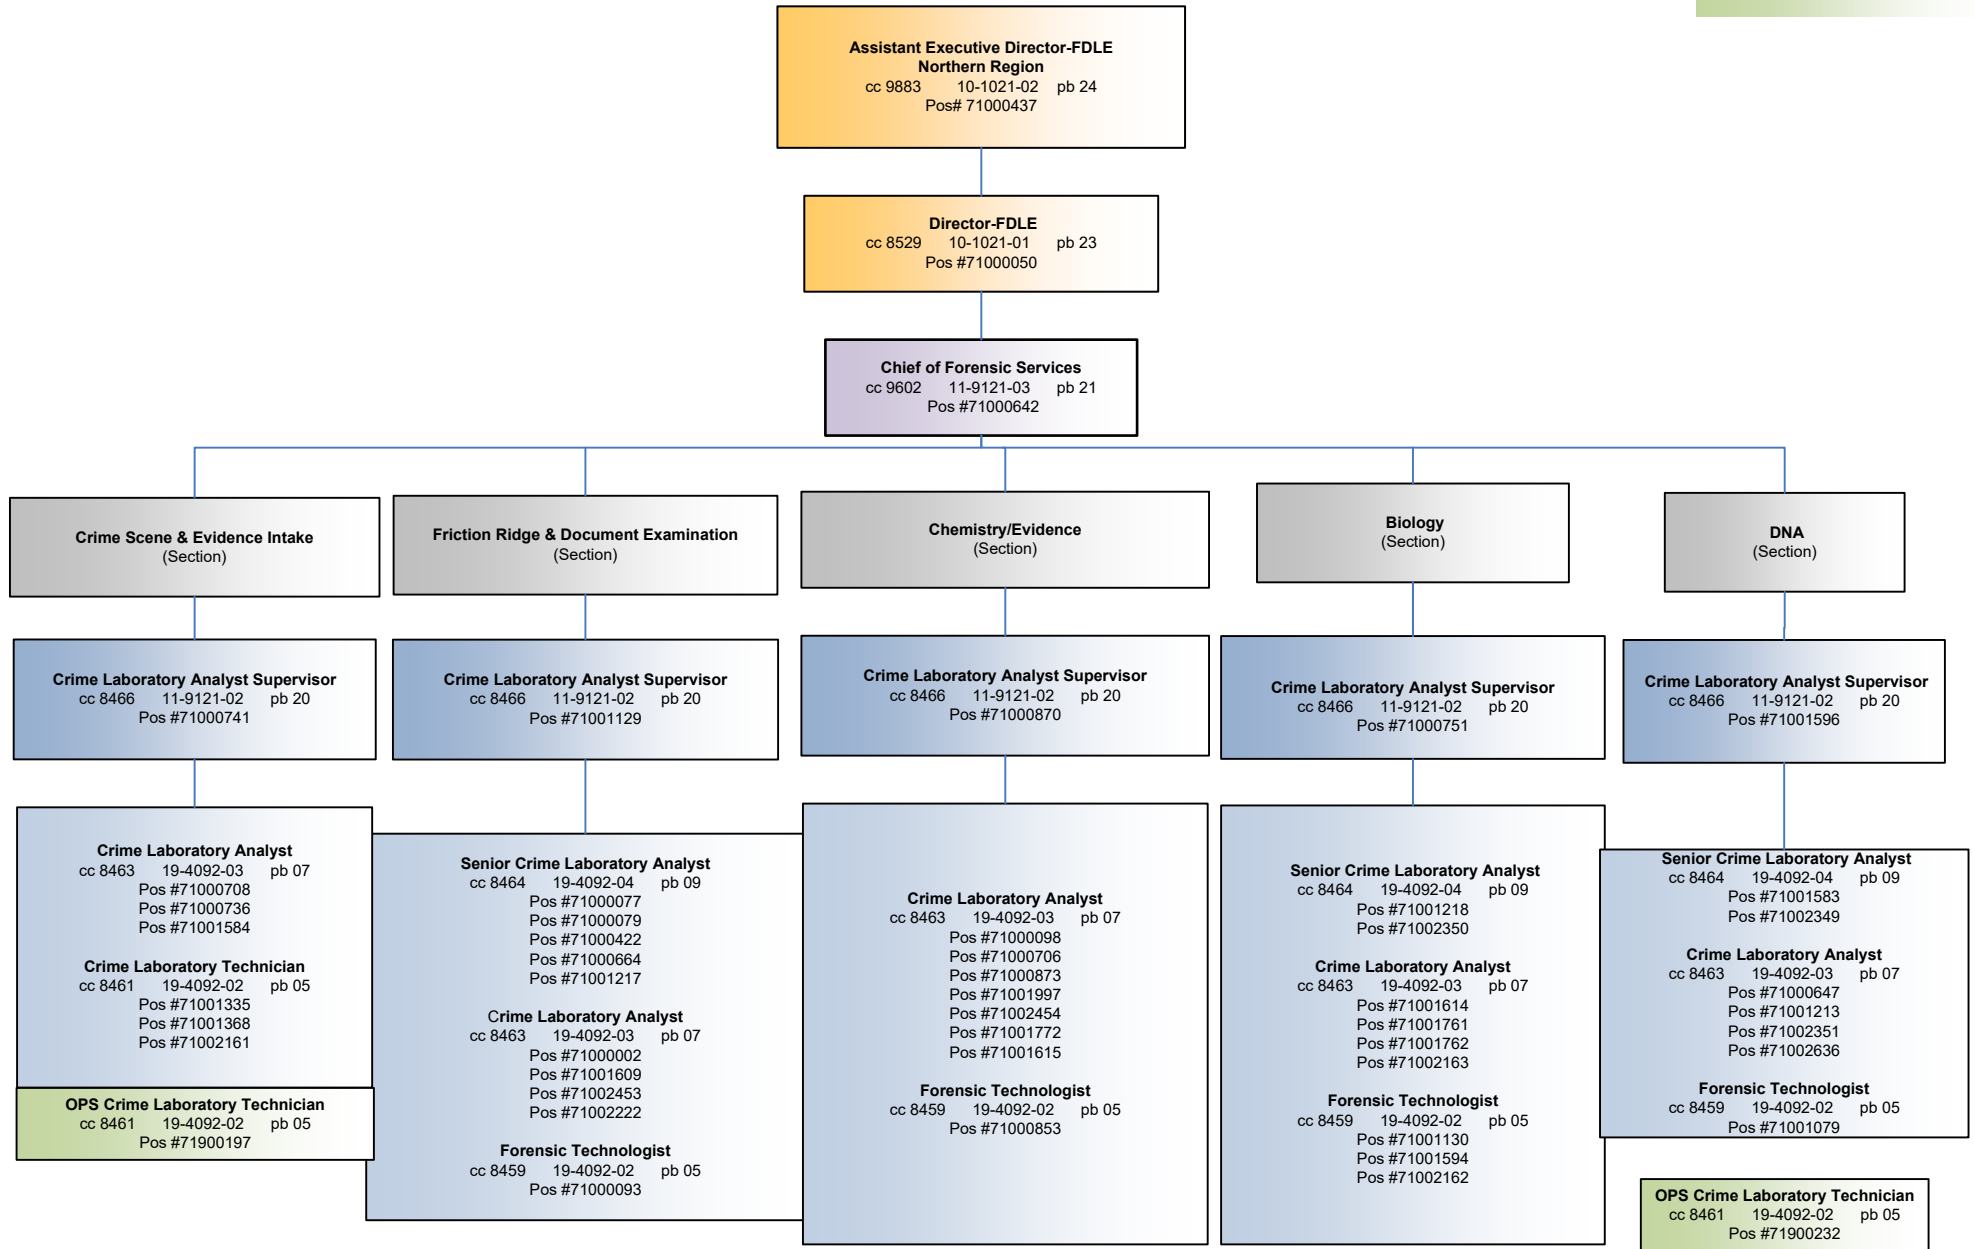 Assistant Executive Director-FDLE
Northern Region
cc 9883 10-1021-02 pb 24
Pos# 71000437
Director-FDLE
cc 8529 10-1021-01 pb 23
Pos #71000050
Chief of Forensic Services
cc 9602 11-9121-03 pb 21
Pos #71000642
Crime Scene & Evidence Intake
(Section)
Friction Ridge & Document Examination
(Section)
Chemistry/Evidence
(Section)
Biology
(Section)
DNA
(Section)
Crime Laboratory Analyst Supervisor
cc 8466 11-9121-02 pb 20
Pos #71000741
Crime Laboratory Analyst Supervisor
cc 8466 11-9121-02 pb 20
Pos #71001129
Crime Laboratory Analyst Supervisor
cc 8466 11-9121-02 pb 20
Pos #71000870
Crime Laboratory Analyst Supervisor
cc 8466 11-9121-02 pb 20
Pos #71000751
Crime Laboratory Analyst Supervisor
cc 8466 11-9121-02 pb 20
Pos #71001596
Crime Laboratory Analyst
cc 8463 19-4092-03 pb 07
Pos #71000708
Pos #71000736
Pos #71001584
Crime Laboratory Technician
cc 8461 19-4092-02 pb 05
Pos #71001335
Pos #71001368
Pos #71002161
OPS Crime Laboratory Technician
cc 8461 19-4092-02 pb 05
Pos #71900197
Senior Crime Laboratory Analyst
cc 8464 19-4092-04 pb 09
Pos #71000077
Pos #71000079
Pos #71000422
Pos #71000664
Pos #71001217
Crime Laboratory Analyst
cc 8463 19-4092-03 pb 07
Pos #71000002
Pos #71001609
Pos #71002453
Pos #71002222
Forensic Technologist
cc 8459 19-4092-02 pb 05
Pos #71000093
Crime Laboratory Analyst
cc 8463 19-4092-03 pb 07
Pos #71000098
Pos #71000706
Pos #71000873
Pos #71001997
Pos #71002454
Pos #71001772
Pos #71001615
Forensic Technologist
cc 8459 19-4092-02 pb 05
Pos #71000853
Senior Crime Laboratory Analyst
cc 8464 19-4092-04 pb 09
Pos #71001218
Pos #71002350
Crime Laboratory Analyst
cc 8463 19-4092-03 pb 07
Pos #71001614
Pos #71001761
Pos #71001762
Pos #71002163
Forensic Technologist
cc 8459 19-4092-02 pb 05
Pos #71001130
Pos #71001594
Pos #71002162
Senior Crime Laboratory Analyst
cc 8464 19-4092-04 pb 09
Pos #71001583
Pos #71002349
Crime Laboratory Analyst
cc 8463 19-4092-03 pb 07
Pos #71000647
Pos #71001213
Pos #71002351
Pos #71002636
Forensic Technologist
cc 8459 19-4092-02 pb 05
Pos #71001079
OPS Crime Laboratory Technician
cc 8461 19-4092-02 pb 05
Pos #71900232